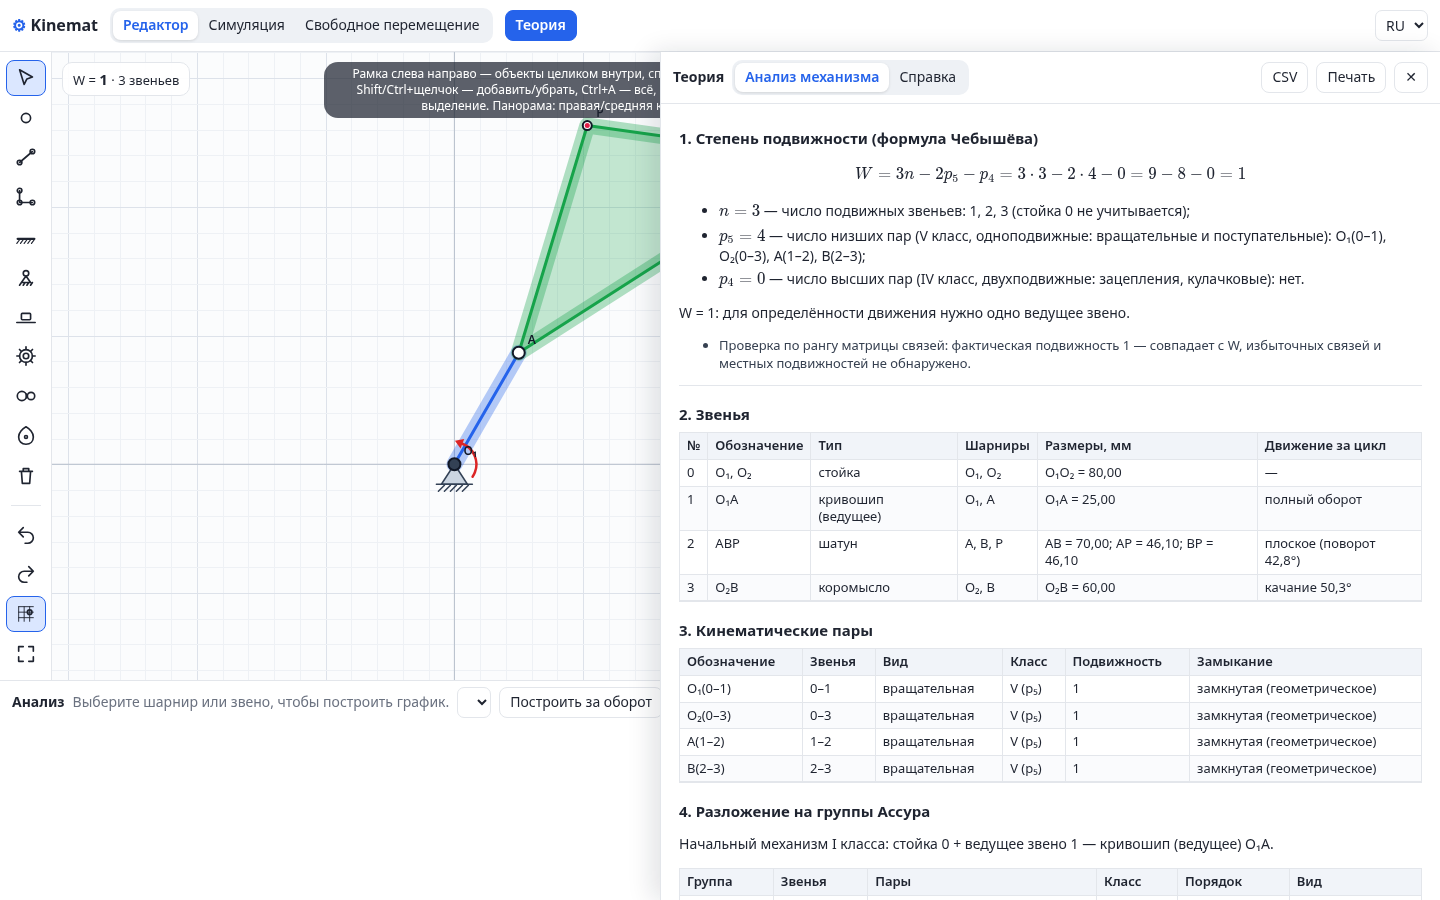 Kinemat Редактор Симуляция Свободное перемещение Теория RU
W = 1 · 3 звеньев
Рамка слева направо — объекты целиком внутри, сп
Shift/Ctrl+щелчок — добавить/убрать, Ctrl+A — всё,
выделение. Панорама: правая/средняя к
A
O₁
Анализ Выберите шарнир или звено, чтобы построить график. Построить за оборот
Теория Анализ механизма Справка CSV Печать ✕
1. Степень подвижности (формула Чебышёва)
W = 3n − 2p₅ − p₄ = 3 · 3 − 2 · 4 − 0 = 9 − 8 − 0 = 1
n = 3 — число подвижных звеньев: 1, 2, 3 (стойка 0 не учитывается);
p₅ = 4 — число низших пар (V класс, одноподвижные: вращательные и поступательные): O₁(0–1),
O₂(0–3), A(1–2), B(2–3);
p₄ = 0 — число высших пар (IV класс, двухподвижные: зацепления, кулачковые): нет.
W = 1: для определённости движения нужно одно ведущее звено.
Проверка по рангу матрицы связей: фактическая подвижность 1 — совпадает с W, избыточных связей и
местных подвижностей не обнаружено.
2. Звенья
№ Обозначение Тип Шарниры Размеры, мм Движение за цикл
0 O₁, O₂ стойка O₁, O₂ O₁O₂ = 80,00 —
1 O₁A кривошип (ведущее) O₁, A O₁A = 25,00 полный оборот
2 ABP шатун A, B, P AB = 70,00; AP = 46,10; BP = 46,10 плоское (поворот 42,8°)
3 O₂B коромысло O₂, B O₂B = 60,00 качание 50,3°
3. Кинематические пары
Обозначение Звенья Вид Класс Подвижность Замыкание
O₁(0–1) 0–1 вращательная V (p₅) 1 замкнутая (геометрическое)
O₂(0–3) 0–3 вращательная V (p₅) 1 замкнутая (геометрическое)
A(1–2) 1–2 вращательная V (p₅) 1 замкнутая (геометрическое)
B(2–3) 2–3 вращательная V (p₅) 1 замкнутая (геометрическое)
4. Разложение на группы Ассура
Начальный механизм I класса: стойка 0 + ведущее звено 1 — кривошип (ведущее) O₁A.
Группа Звенья Пары Класс Порядок Вид